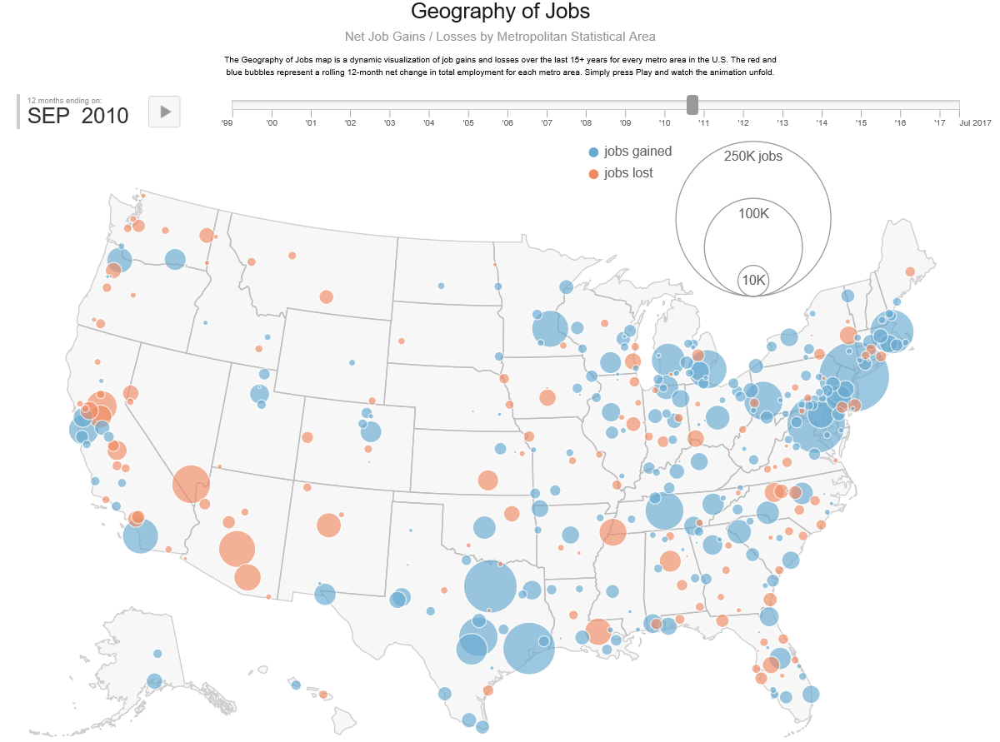 Geography of Jobs
Net Job Gains / Losses by Metropolitan Statistical Area
The Geography of Jobs map is a dynamic visualization of job gains and losses over the last 15+ years for every metro area in the U.S. The red and
blue bubbles represent a rolling 12-month net change in total employment for each metro area. Simply press Play and watch the animation unfold.
12 months ending on:
SEP 2010
'99 '00 '01 '02 '03 '04 '05 '06 '07 '08 '09 '10 '11 '12 '13 '14 '15 '16 '17 Jul 2017
jobs gained
jobs lost
250K jobs
100K
10K